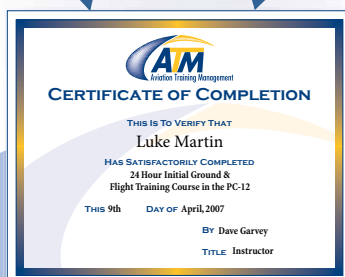 ATM
Aviation Training Management
CERTIFICATE OF COMPLETION
THIS IS TO VERIFY THAT
Luke Martin
HAS SATISFACTORILY COMPLETED
24 Hour Initial Ground &
Flight Training Course in the PC-12
THIS 9th DAY OF April, 2007
BY Dave Garvey
TITLE Instructor